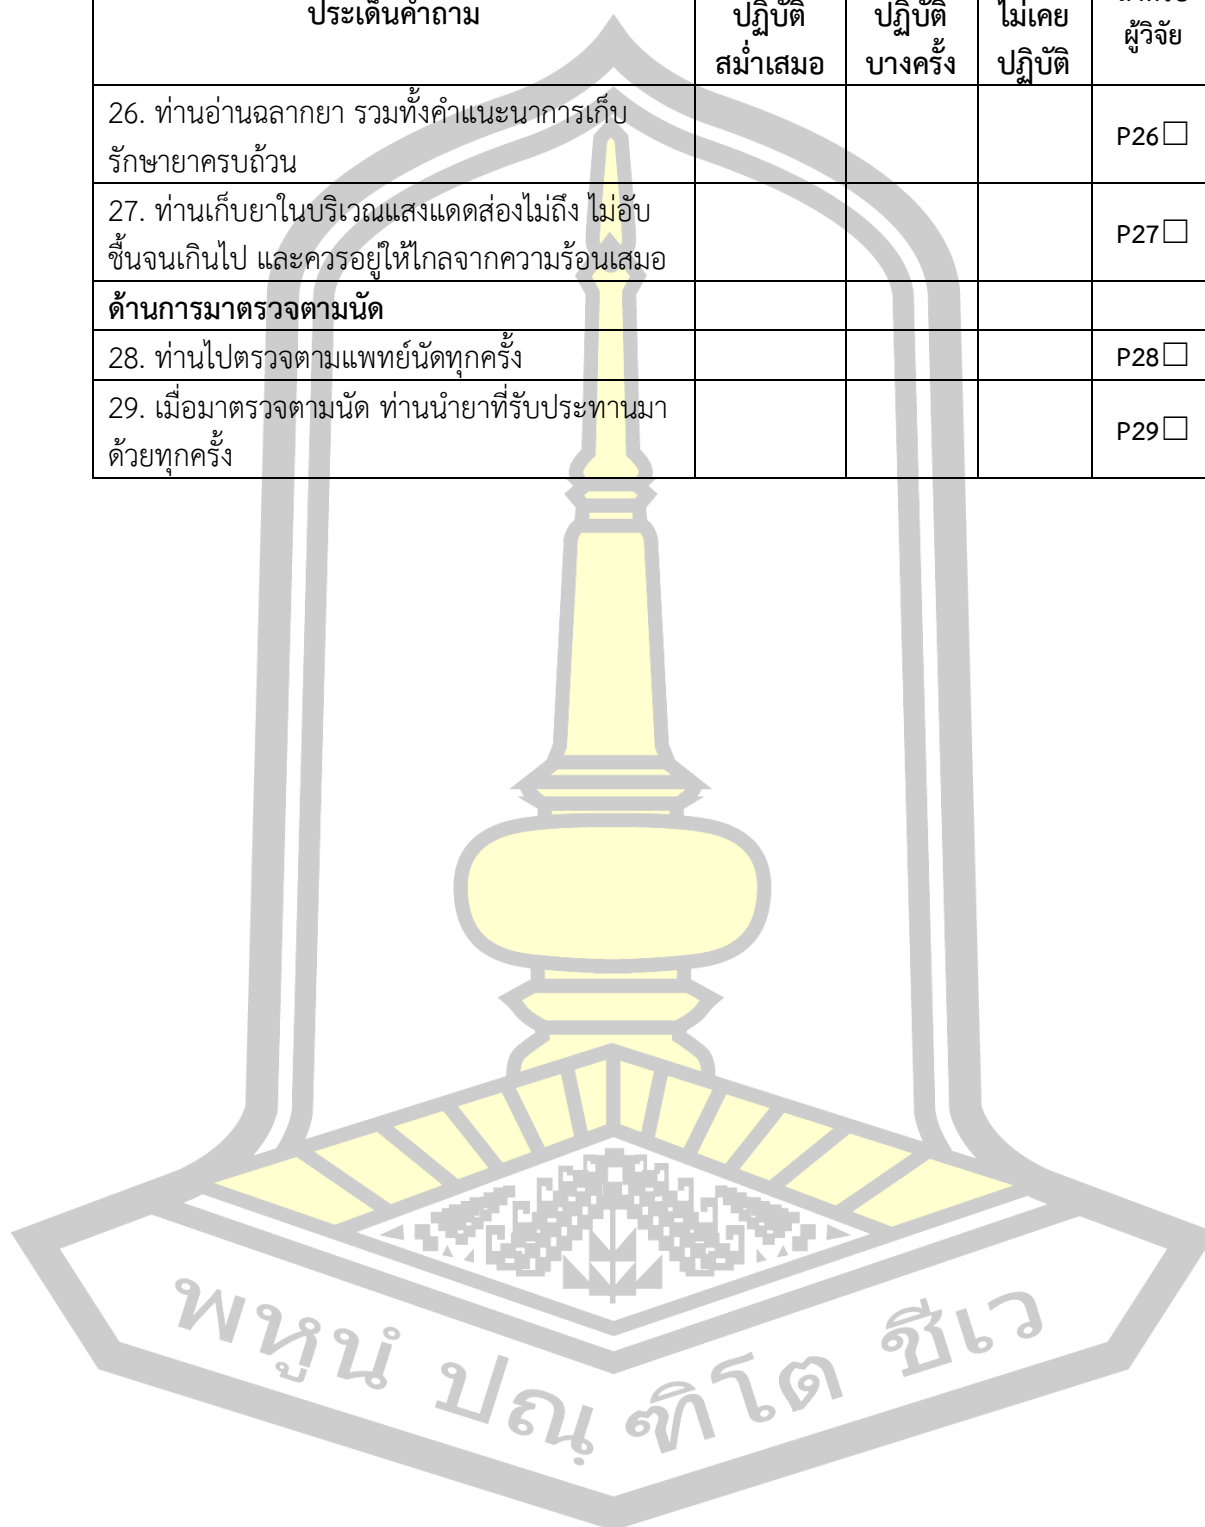 ประเด็นคำถาม ปฏิบัติ ปฏิบัติ ไม่เคย
ผู้วิจัย
สม่ำเสมอ บางครั้ง ปฏิบัติ
26. ท่านอ่านฉลากยา รวมทั้งคำแนะนำการเก็บ
รักษายาครบถ้วน
P26☐
27. ท่านเก็บยาในบริเวณแสงแดดส่องไม่ถึง ไม่อับ
ชื้นจนเกินไป และควรอยู่ให้ไกลจากความร้อนเสมอ
P27☐
ด้านการมาตรวจตามนัด
28. ท่านไปตรวจตามแพทย์นัดทุกครั้ง P28☐
29. เมื่อมาตรวจตามนัด ท่านนำยาที่รับประทานมา
ด้วยทุกครั้ง
P29☐
พหูนํ ปณฺ ฑิโต ชีเว